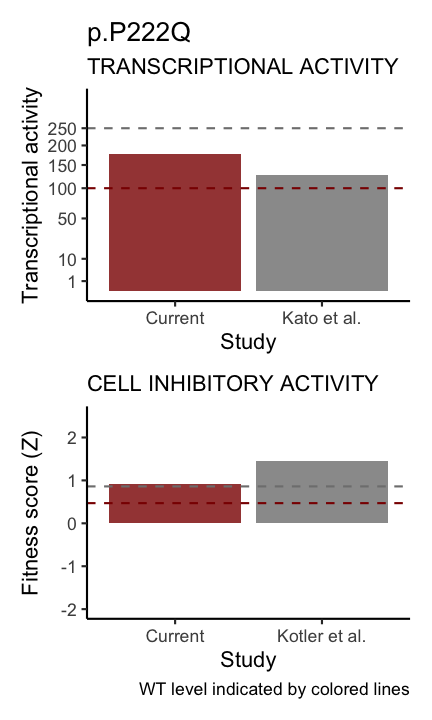 p.P222Q
TRANSCRIPTIONAL ACTIVITY
Transcriptional activity
250
200
150
100
50
10
1
Current
Kato et al.
Study
CELL INHIBITORY ACTIVITY
Fitness score (Z)
2
1
0
-1
-2
Current
Kotler et al.
Study
WT level indicated by colored lines